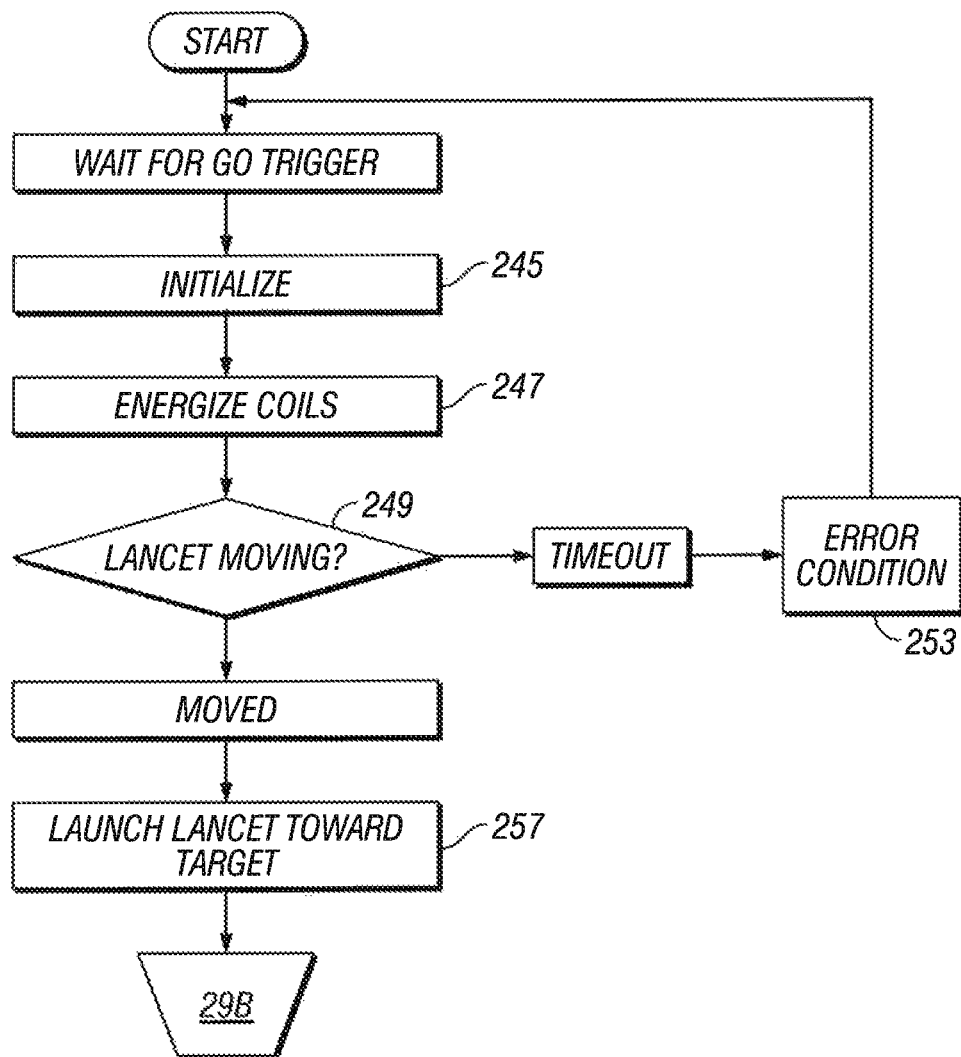 START
WAIT FOR GO TRIGGER
INITIALIZE
245
ENERGIZE COILS
247
249
LANCET MOVING?
TIMEOUT
ERROR
CONDITION
253
MOVED
LAUNCH LANCET TOWARD
TARGET
257
29B